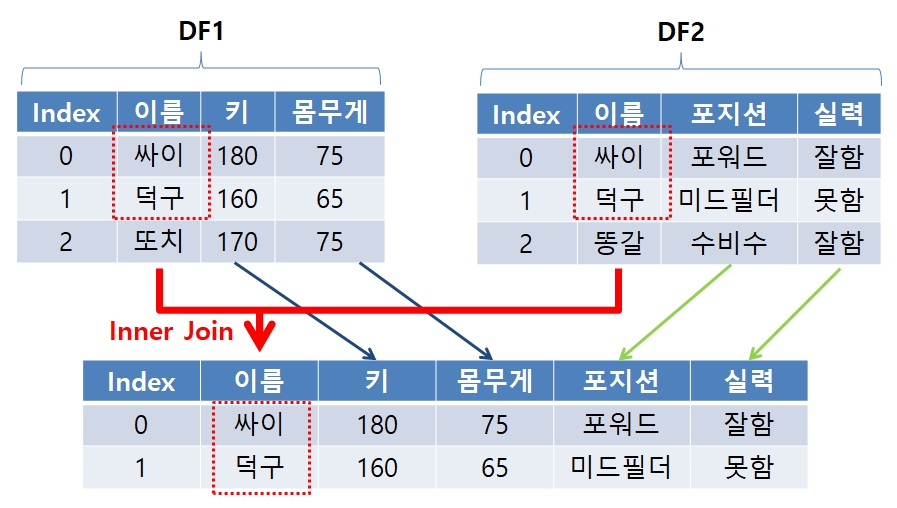 DF1
Index 이름 키 몸무게
0 싸이 180 75
1 덕구 160 65
2 또치 170 75
DF2
Index 이름 포지션 실력
0 싸이 포워드 잘함
1 덕구 미드필더 못함
2 똥갈 수비수 잘함
Inner Join
Index 이름 키 몸무게 포지션 실력
0 싸이 180 75 포워드 잘함
1 덕구 160 65 미드필더 못함